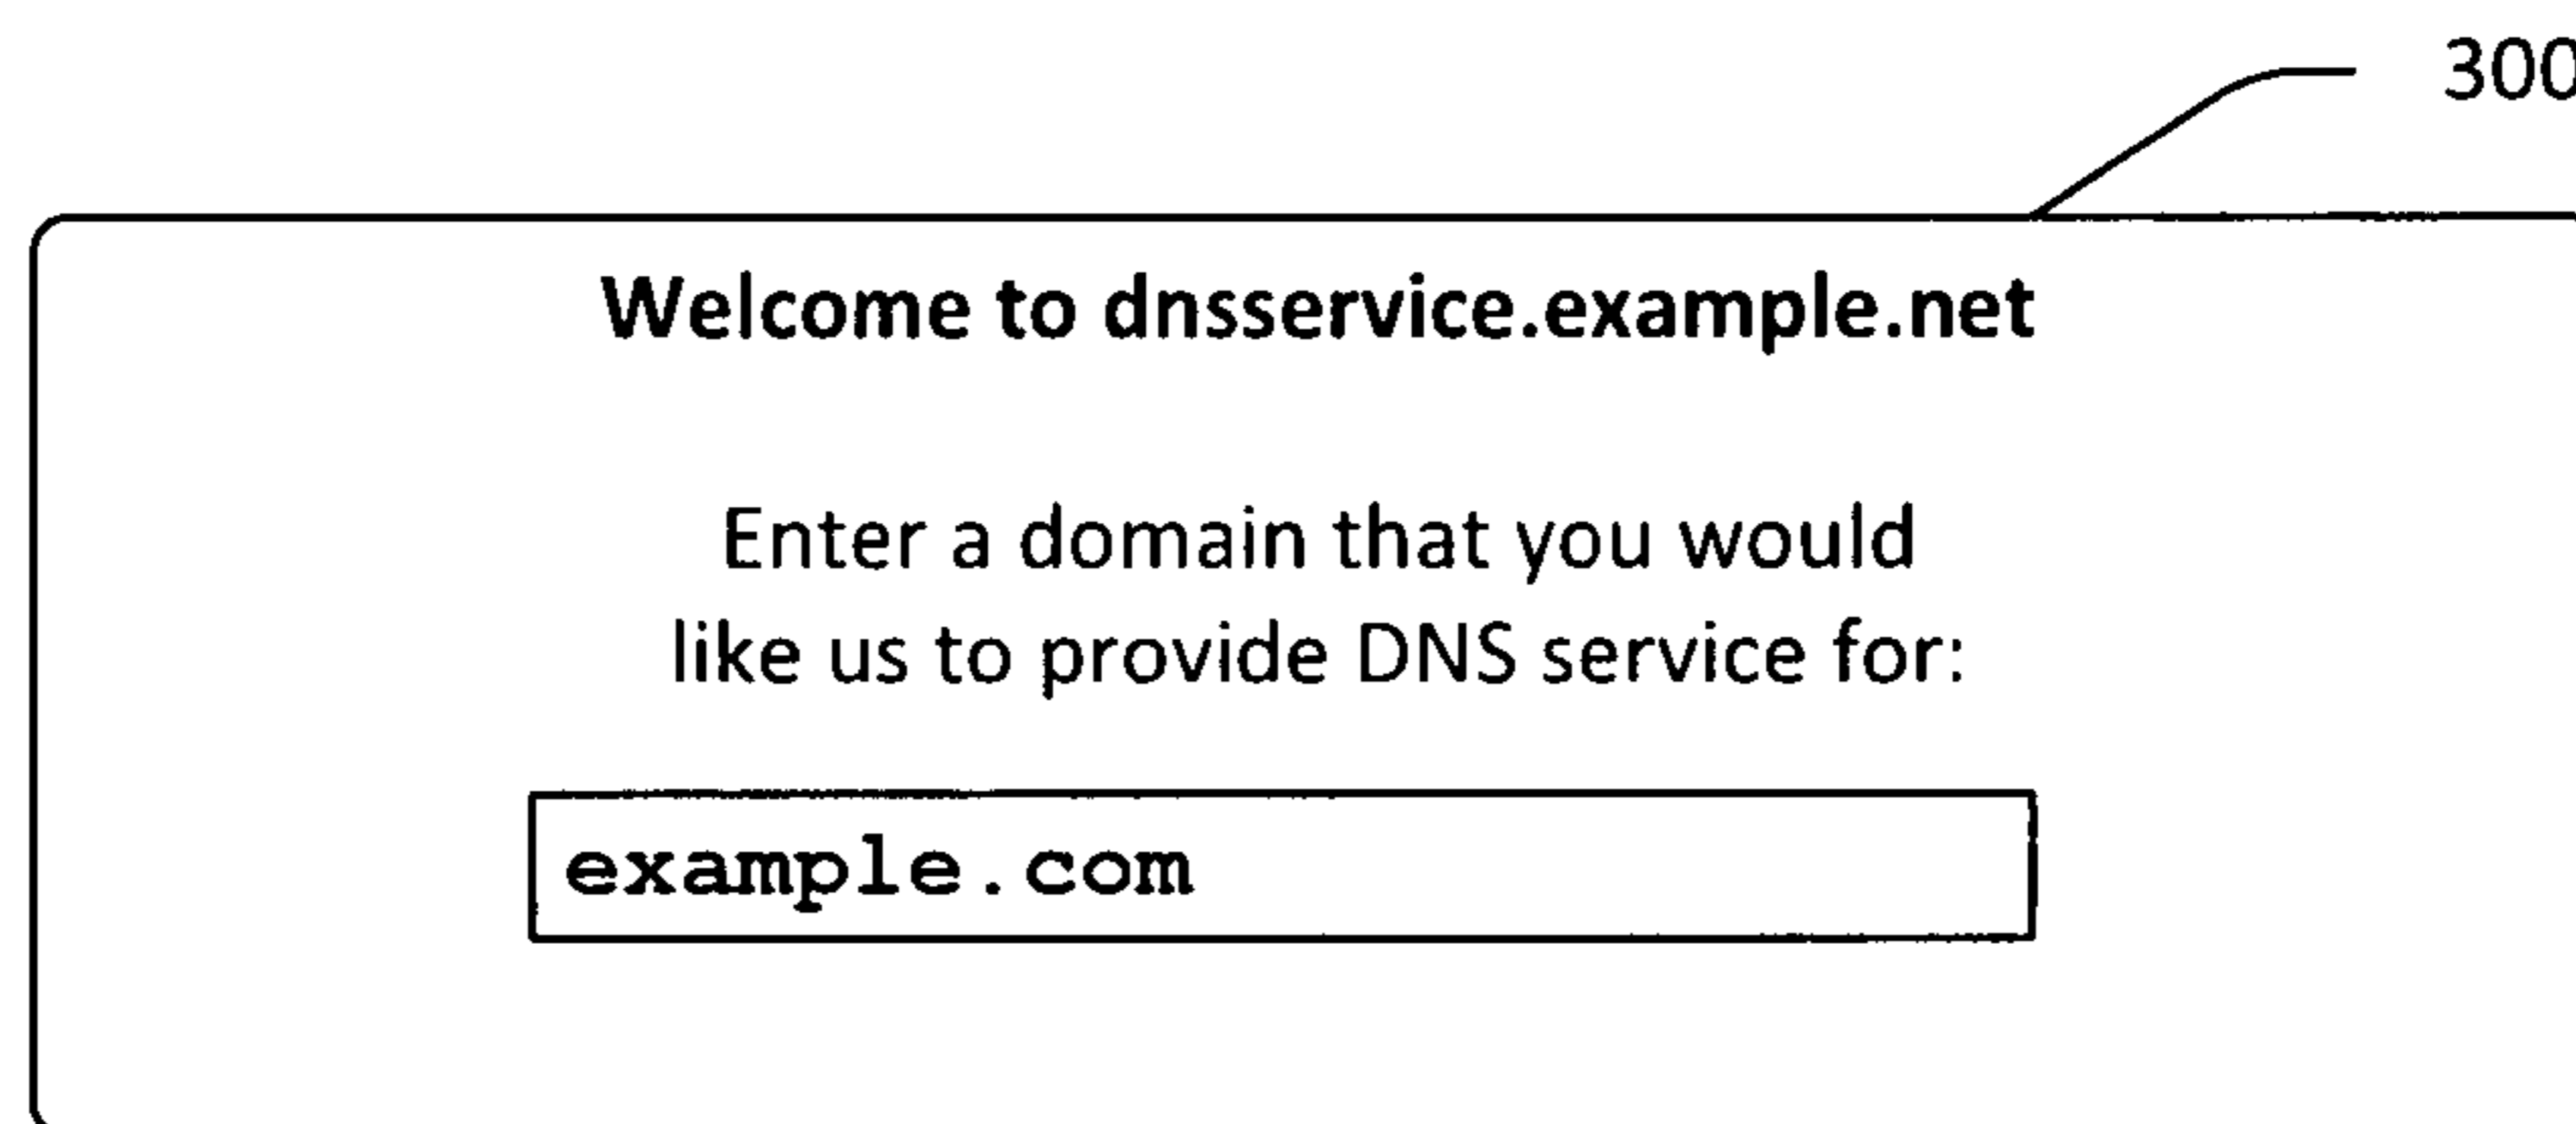 300
Welcome to dnsservice.example.net
Enter a domain that you would
like us to provide DNS service for:
example.com